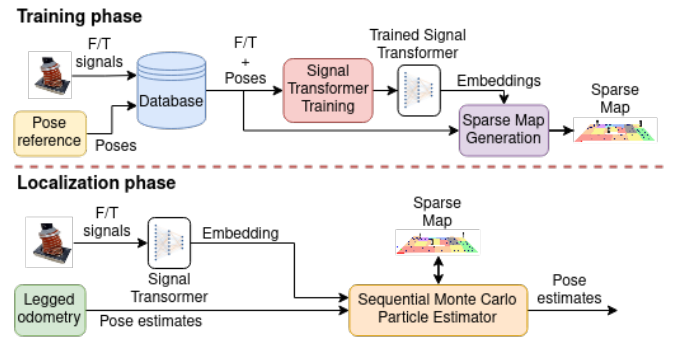 Training phase
F/T
signals
Pose
reference
Poses
Database
F/T
+
Poses
Signal
Transformer
Training
Trained Signal
Transformer
Embeddings
Sparse Map
Generation
Sparse
Map
Localization phase
F/T
signals
Signal
Transormer
Embedding
Legged
odometry
Pose estimates
Sparse
Map
Sequential Monte Carlo
Particle Estimator
Pose
estimates